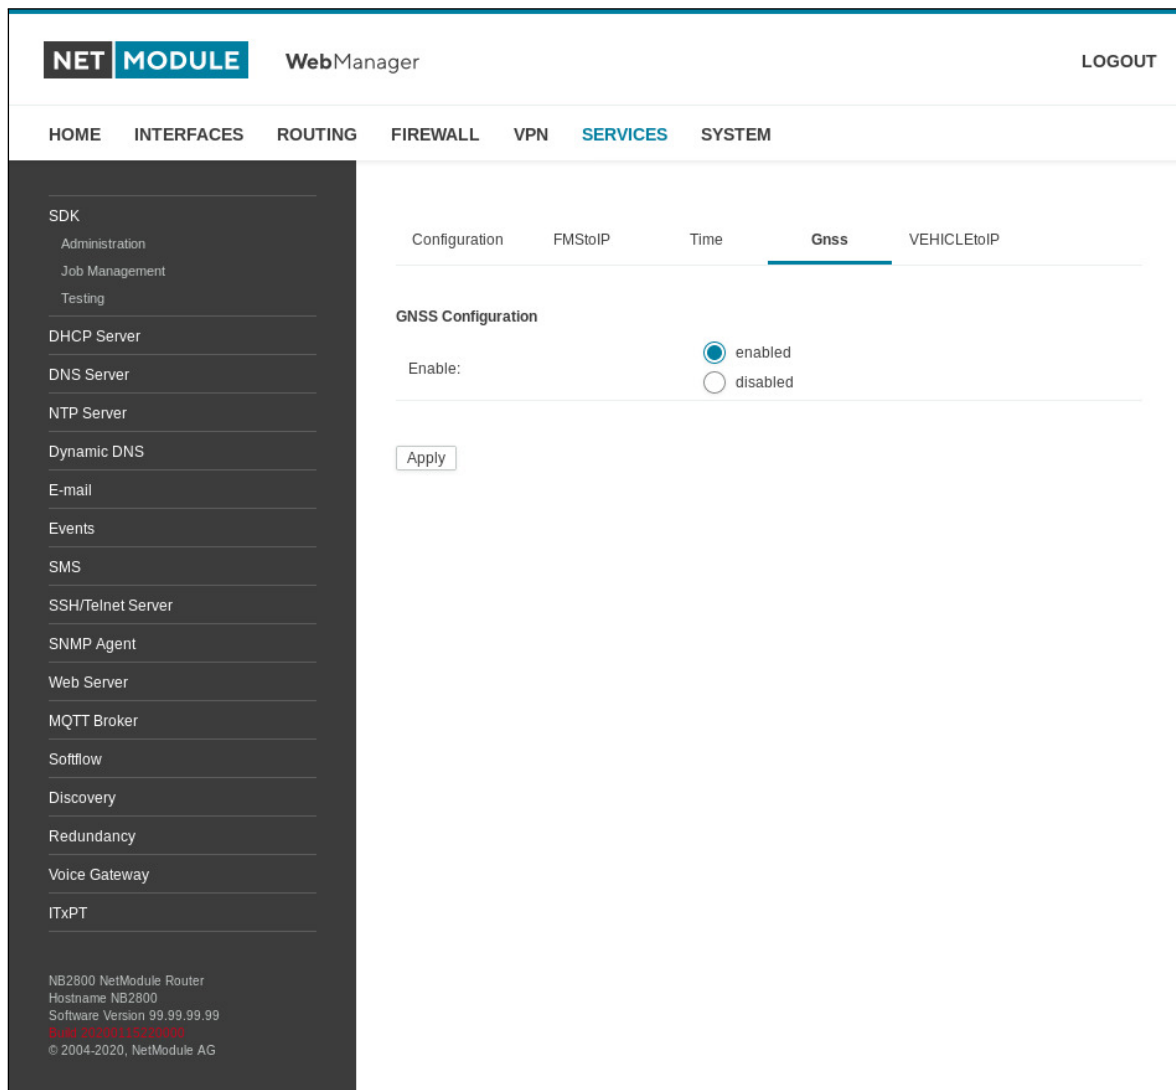 NET MODULE WebManager LOGOUT
HOME INTERFACES ROUTING FIREWALL VPN SERVICES SYSTEM
SDK
Administration
Job Management
Testing
DHCP Server
DNS Server
NTP Server
Dynamic DNS
E-mail
Events
SMS
SSH/Telnet Server
SNMP Agent
Web Server
MQTT Broker
Softflow
Discovery
Redundancy
Voice Gateway
ITxPT
NB2800 NetModule Router
Hostname NB2800
Software Version 99.99.99.99
Build
© 2004-2020, NetModule AG
Configuration FMStoIP Time Gnss VEHICLEtoIP
GNSS Configuration
Enable:
enabled
disabled
Apply